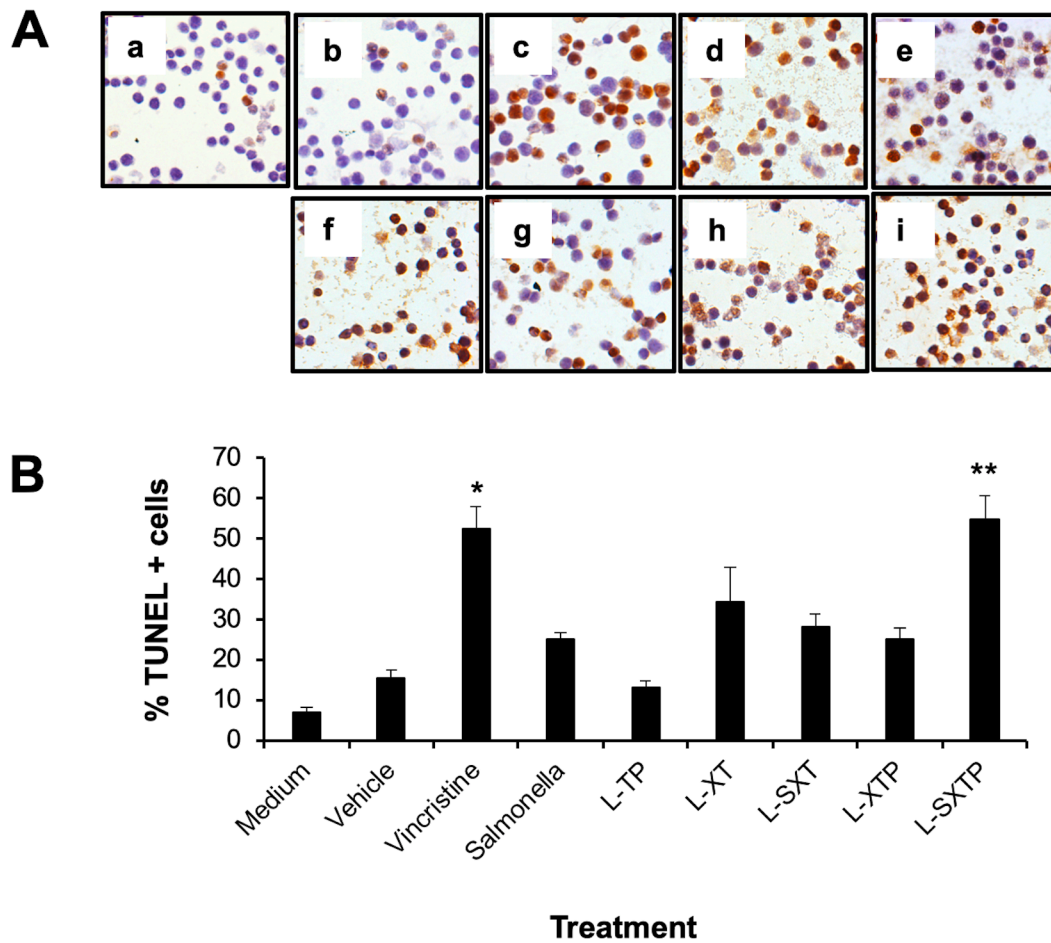 A
a b c d e
f g h i
B
% TUNEL + cells
70
60
50
40
30
20
10
0
*
**
Medium
Vehicle
Vincristine
Salmonella
L-TP
L-XT
L-SXT
L-XTP
L-SXTP
Treatment